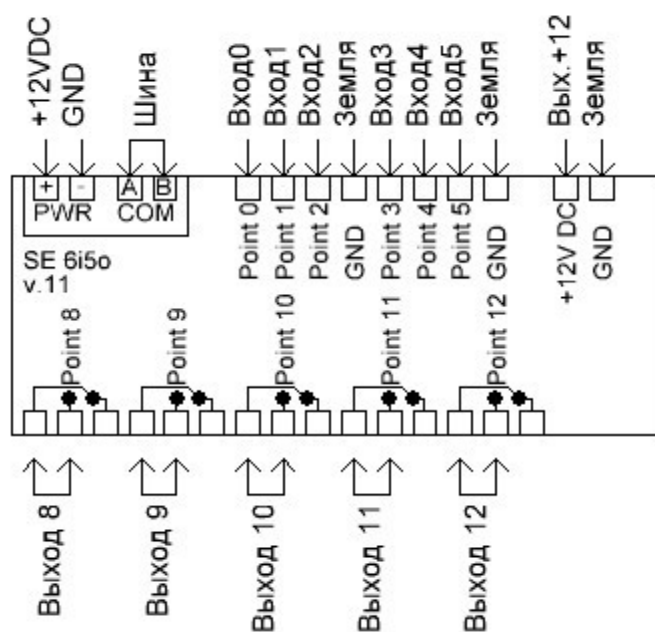 +12VDC
GND
Шина
Вход0
Вход1
Вход2
Земля
Вход3
Вход4
Вход5
Земля
Вых.+12
Земля
+ - A B
PWR COM
Point 0
Point 1
Point 2
GND
Point 3
Point 4
Point 5
GND
+12V DC
GND
SE 6i5o
v.11
Point 8
Point 9
Point 10
Point 11
Point 12
Выход 8
Выход 9
Выход 10
Выход 11
Выход 12